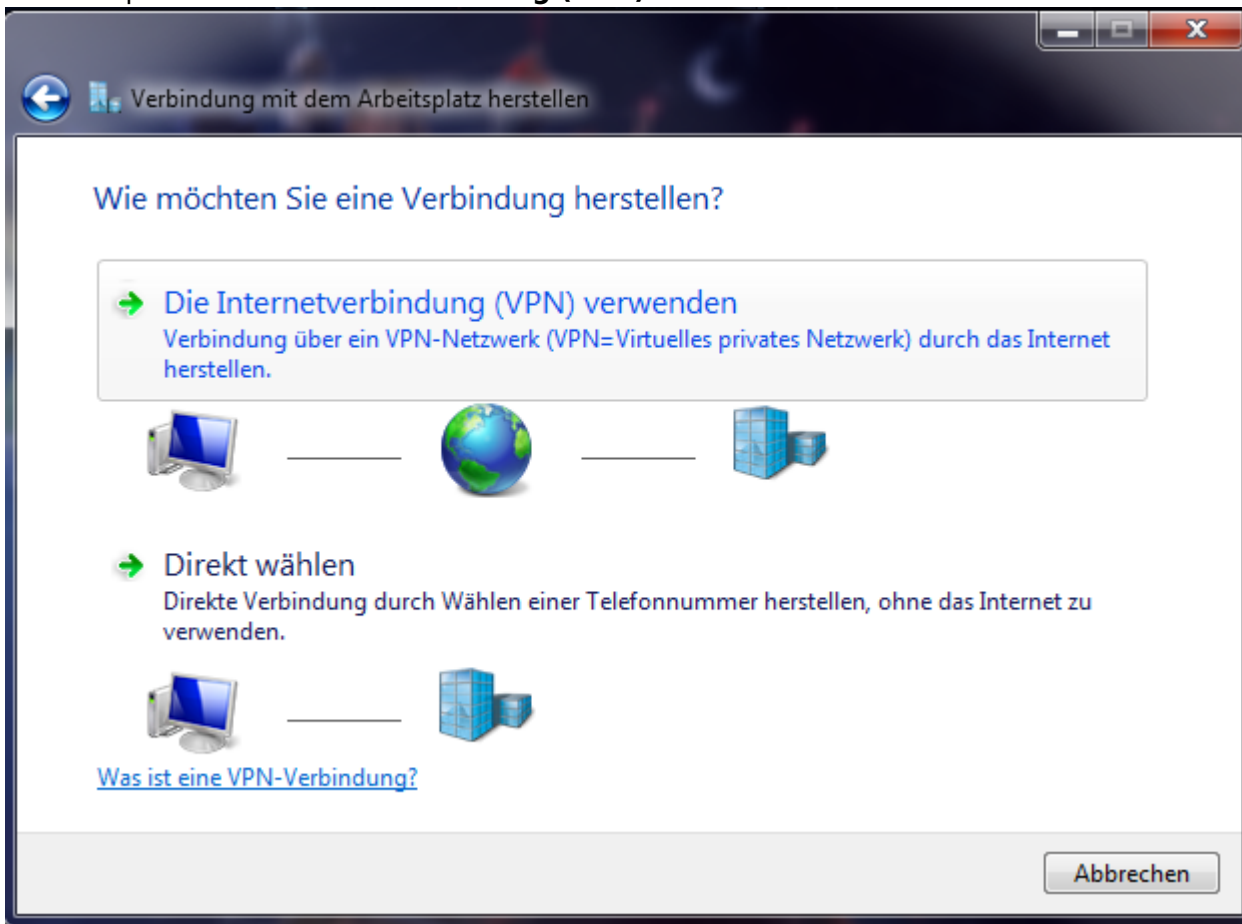 Verbindung mit dem Arbeitsplatz herstellen
Wie möchten Sie eine Verbindung herstellen?
Die Internetverbindung (VPN) verwenden
Verbindung über ein VPN-Netzwerk (VPN=Virtuelles privates Netzwerk) durch das Internet
herstellen.
Direkt wählen
Direkte Verbindung durch Wählen einer Telefonnummer herstellen, ohne das Internet zu
verwenden.
Was ist eine VPN-Verbindung?
Abbrechen